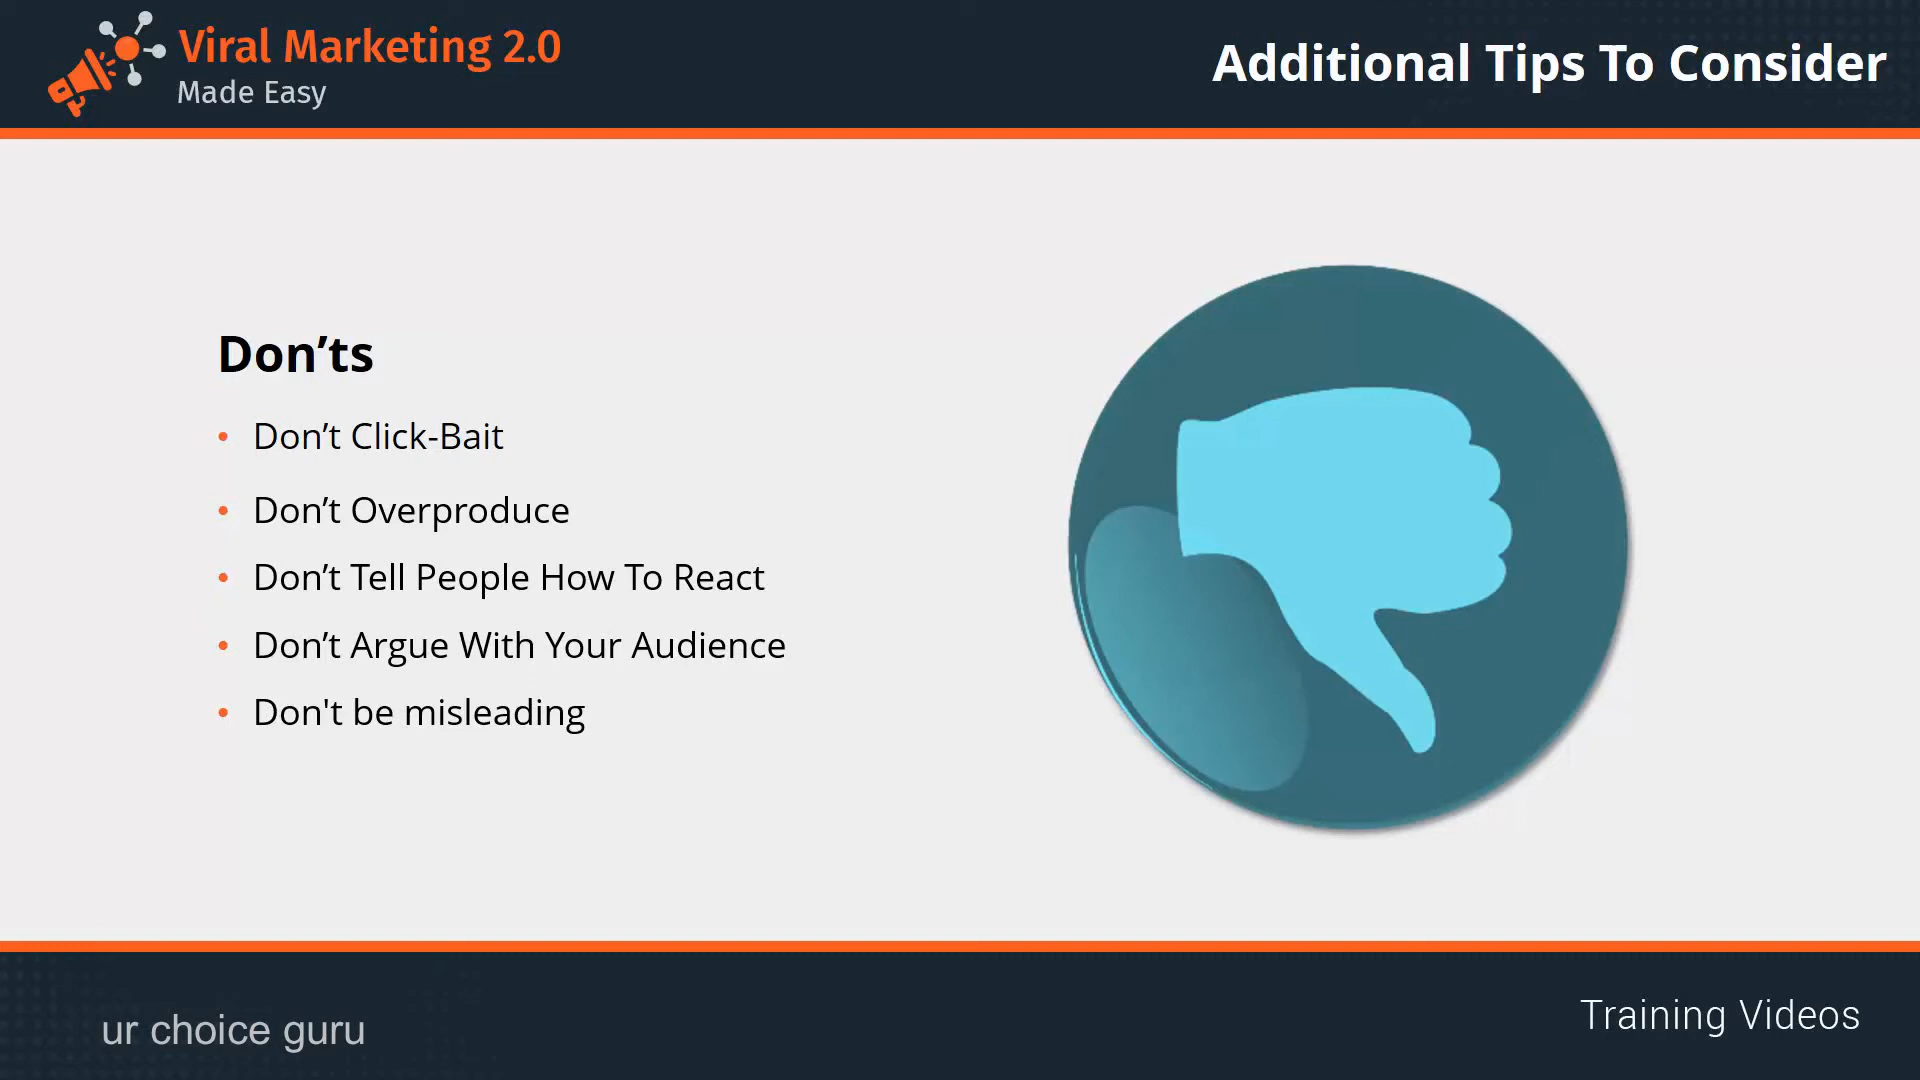 Viral Marketing 2.0
Made Easy
Additional Tips To Consider
Don’ts
• Don’t Click-Bait
• Don’t Overproduce
• Don’t Tell People How To React
• Don’t Argue With Your Audience
• Don't be misleading
ur choice guru
Training Videos